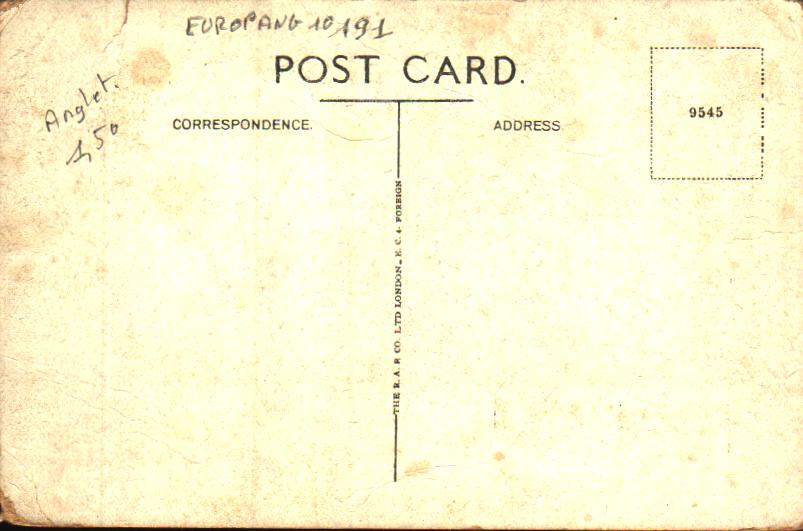 EUROPANG 10191
POST CARD.
Anglet.
1,50
CORRESPONDENCE.
ADDRESS
9545
THE R. A. P. CO. LTD LONDON. E. C. 4. FOREIGN